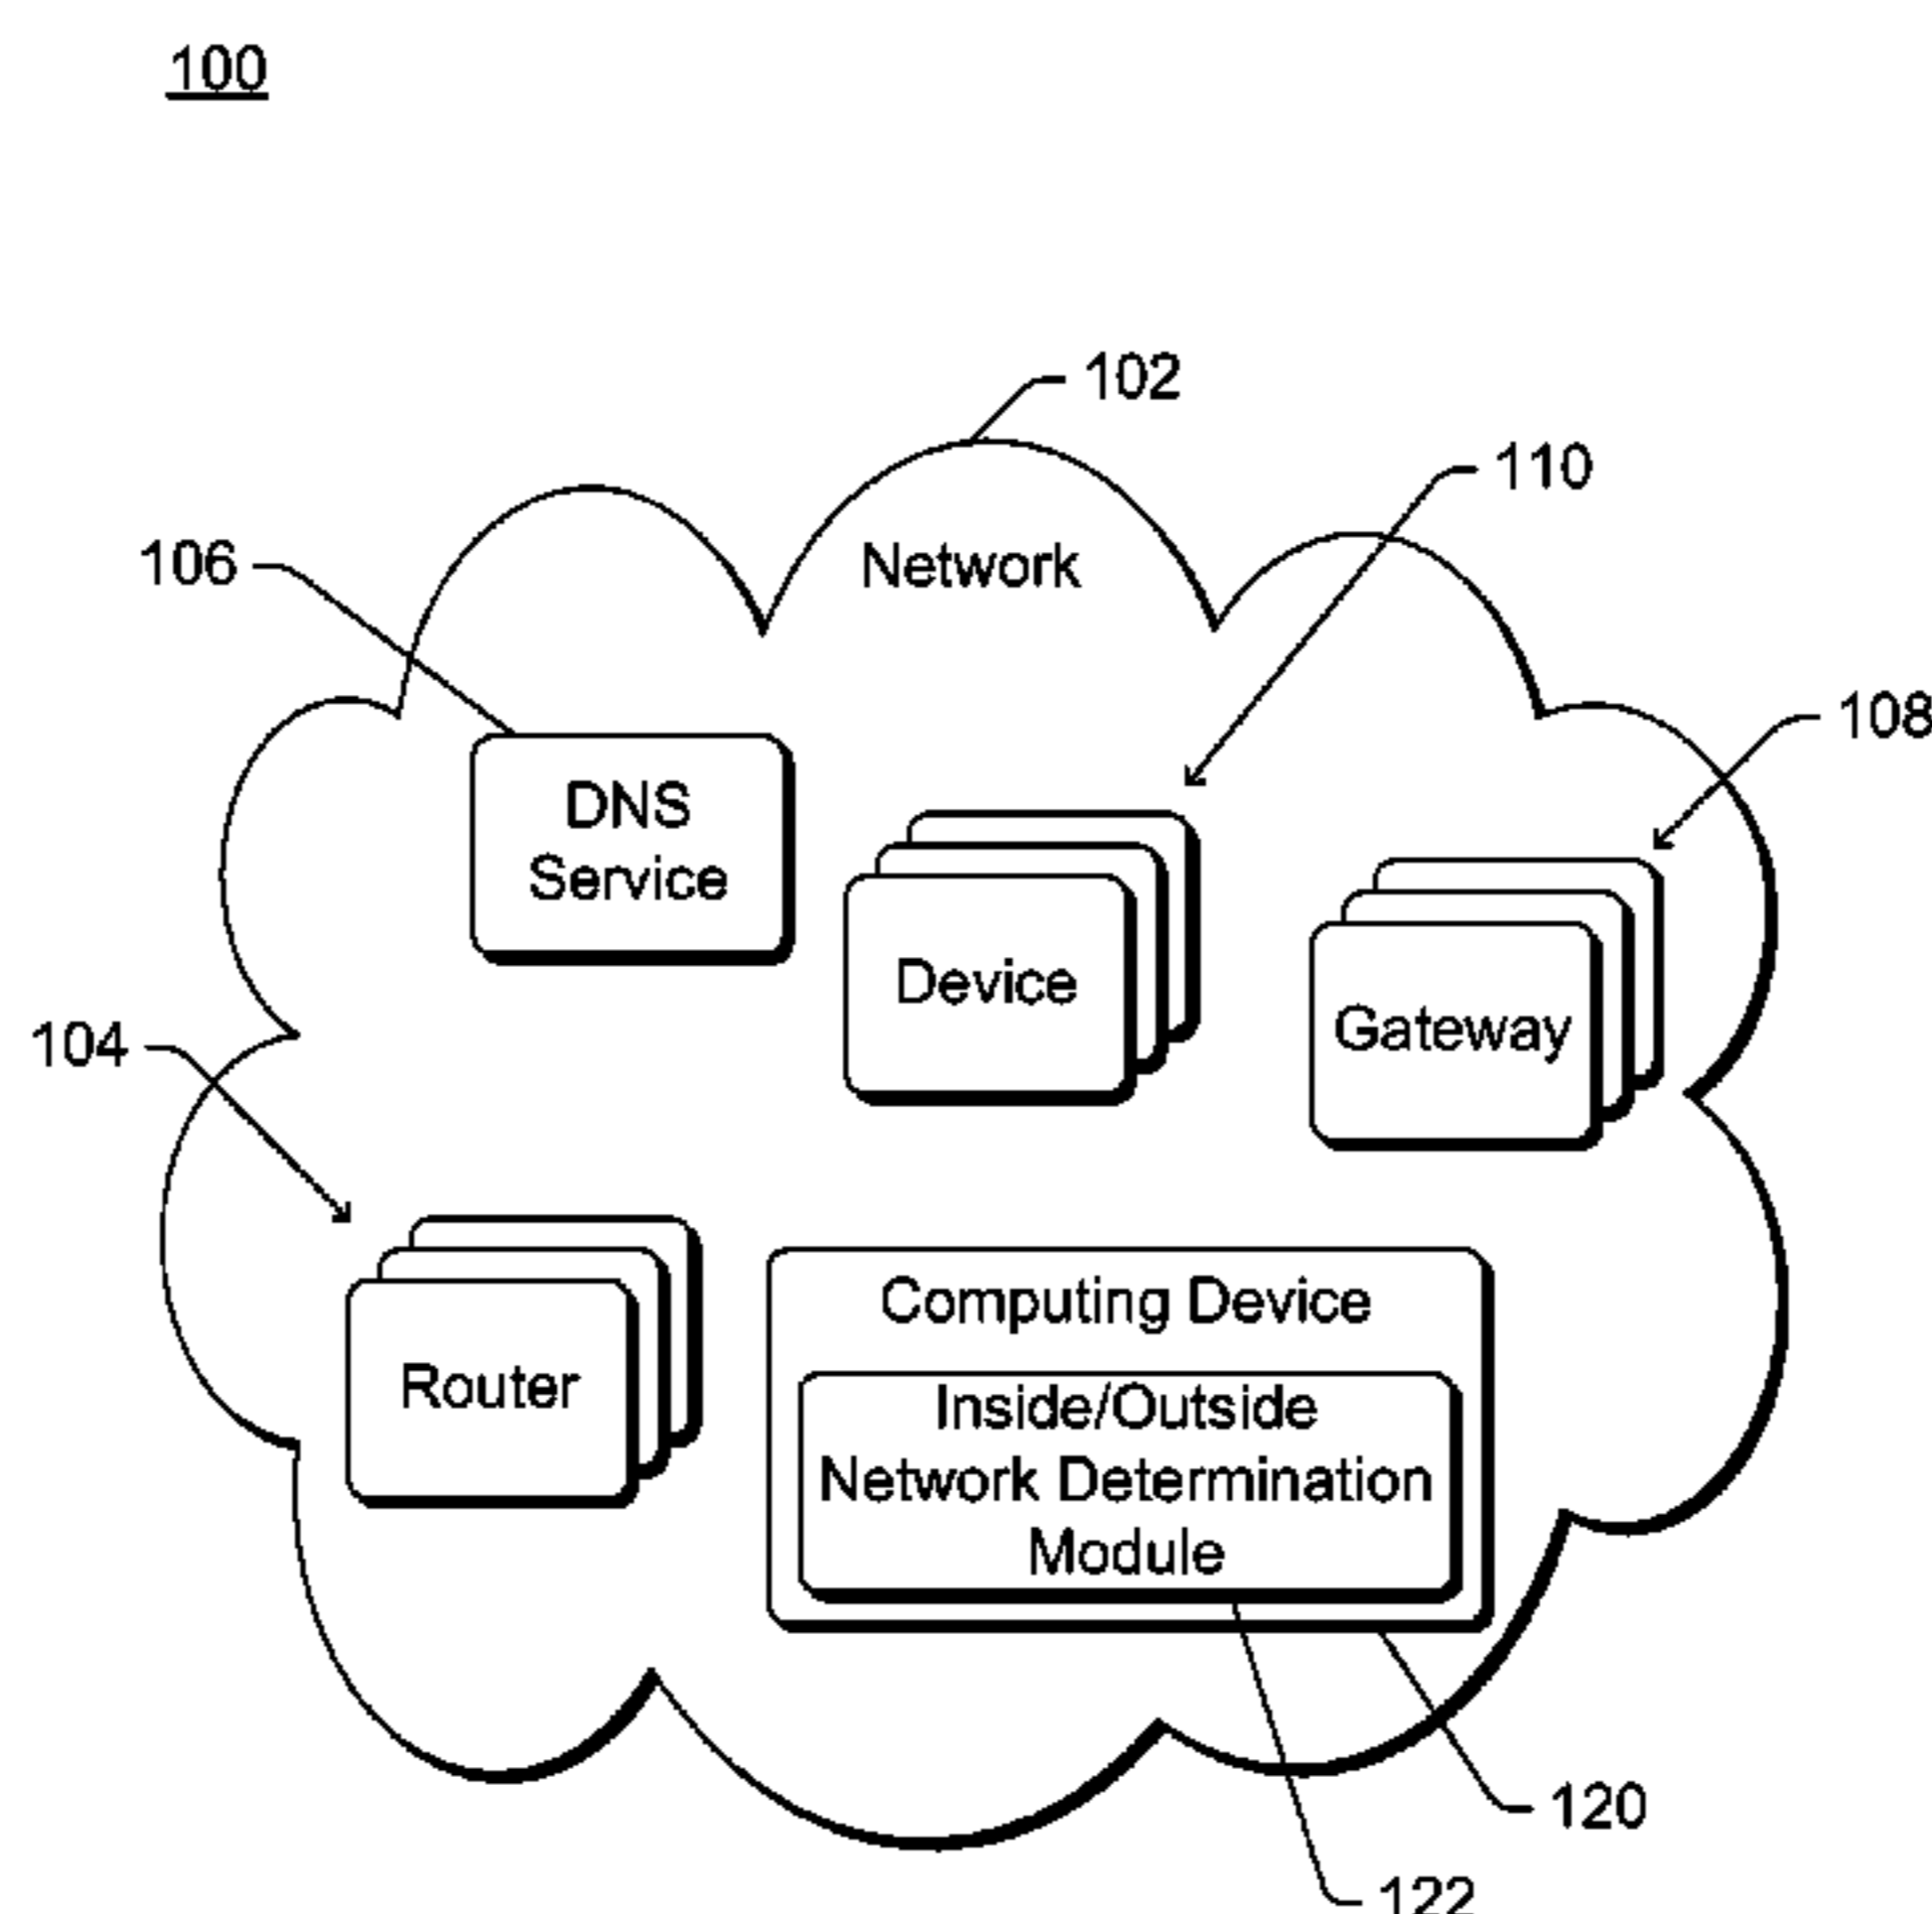 100
102
110
Network
106
108
DNS
Service
Device
Gateway
104
Router
Computing Device
Inside/Outside
Network Determination
Module
120
122